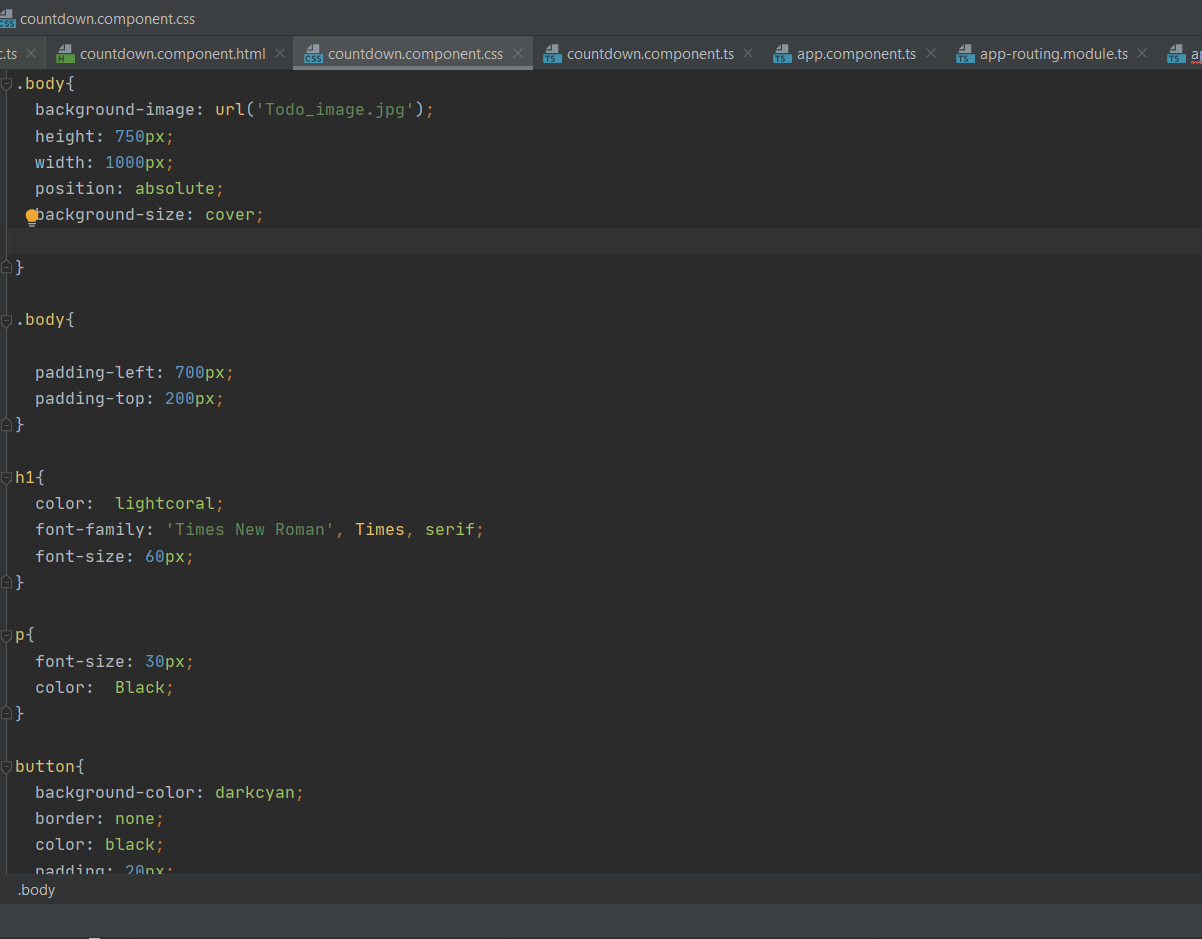 countdown.component.css
c.ts countdown.component.html countdown.component.css countdown.component.ts app.component.ts app-routing.module.ts
.body{
background-image: url('Todo_image.jpg');
height: 750px;
width: 1000px;
position: absolute;
background-size: cover;
}
.body{
padding-left: 700px;
padding-top: 200px;
}
h1{
color:  lightcoral;
font-family: 'Times New Roman', Times, serif;
font-size: 60px;
}
p{
font-size: 30px;
color:  Black;
}
button{
background-color: darkcyan;
border: none;
color: black;
padding: 20px;
.body